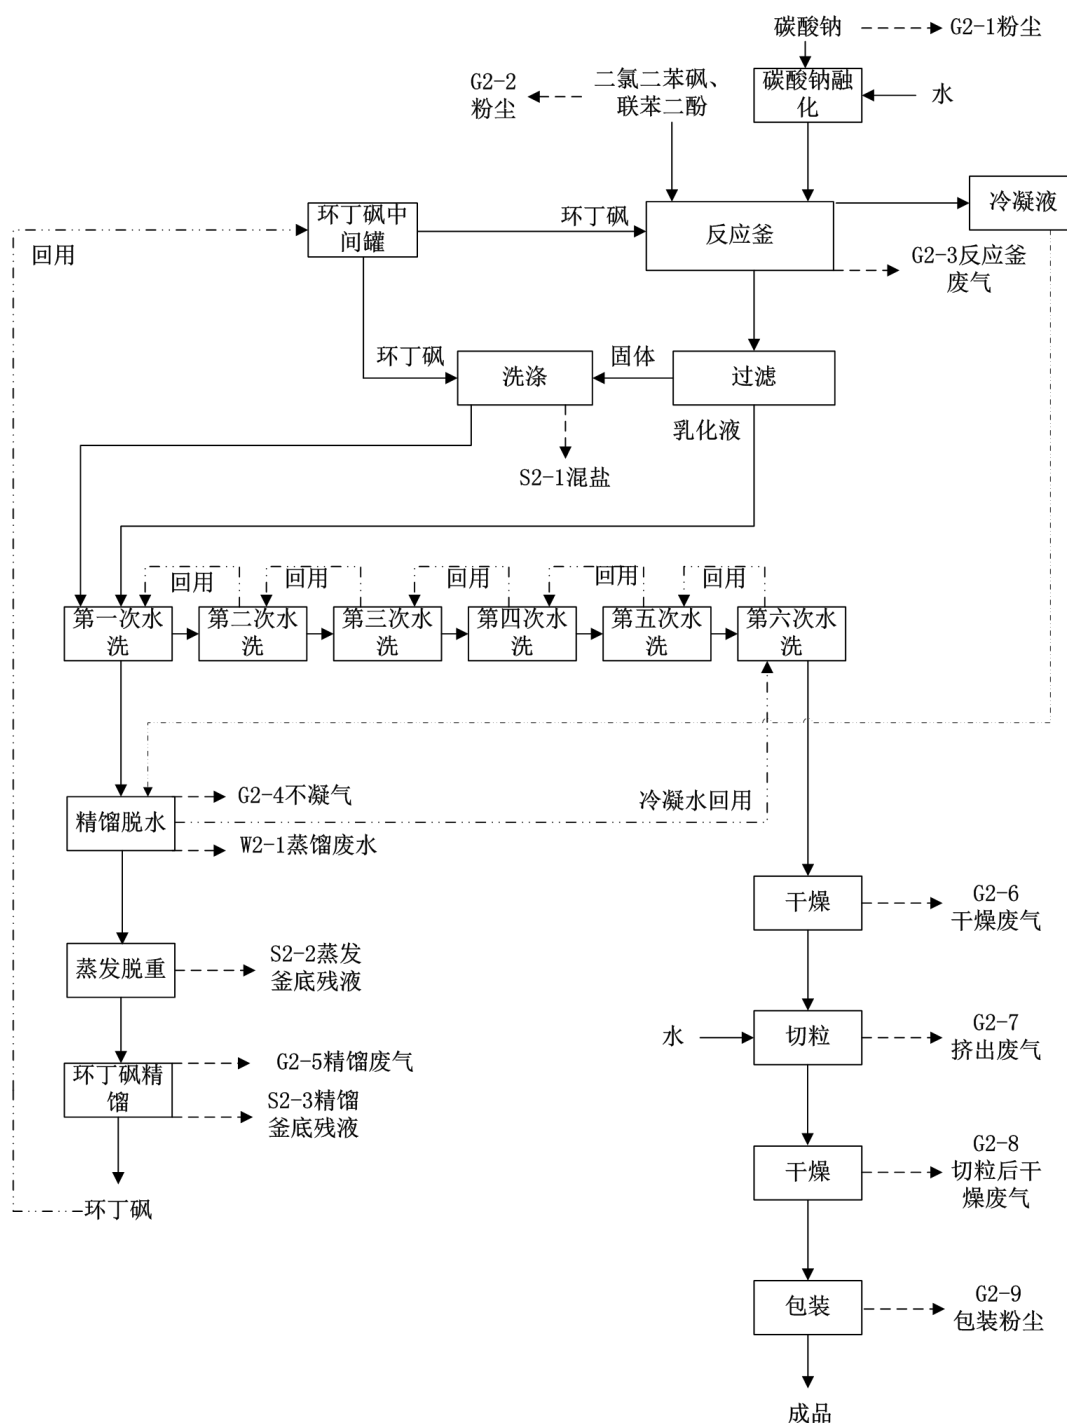 碳酸钠
G2-1粉尘
G2-2
粉尘
二氯二苯砜、
联苯二酚
碳酸钠融
化
水
环丁砜中
间罐
环丁砜
反应釜
冷凝液
回用
G2-3反应釜
废气
环丁砜
洗涤
固体
过滤
乳化液
S2-1混盐
回用
回用
回用
回用
回用
第一次水
洗
第二次水
洗
第三次水
洗
第四次水
洗
第五次水
洗
第六次水
洗
精馏脱水
G2-4不凝气
W2-1蒸馏废水
冷凝水回用
干燥
G2-6
干燥废气
蒸发脱重
S2-2蒸发
釜底残液
水
切粒
G2-7
挤出废气
环丁砜精
馏
G2-5精馏废气
S2-3精馏
釜底残液
干燥
G2-8
切粒后干
燥废气
环丁砜
包装
G2-9
包装粉尘
成品